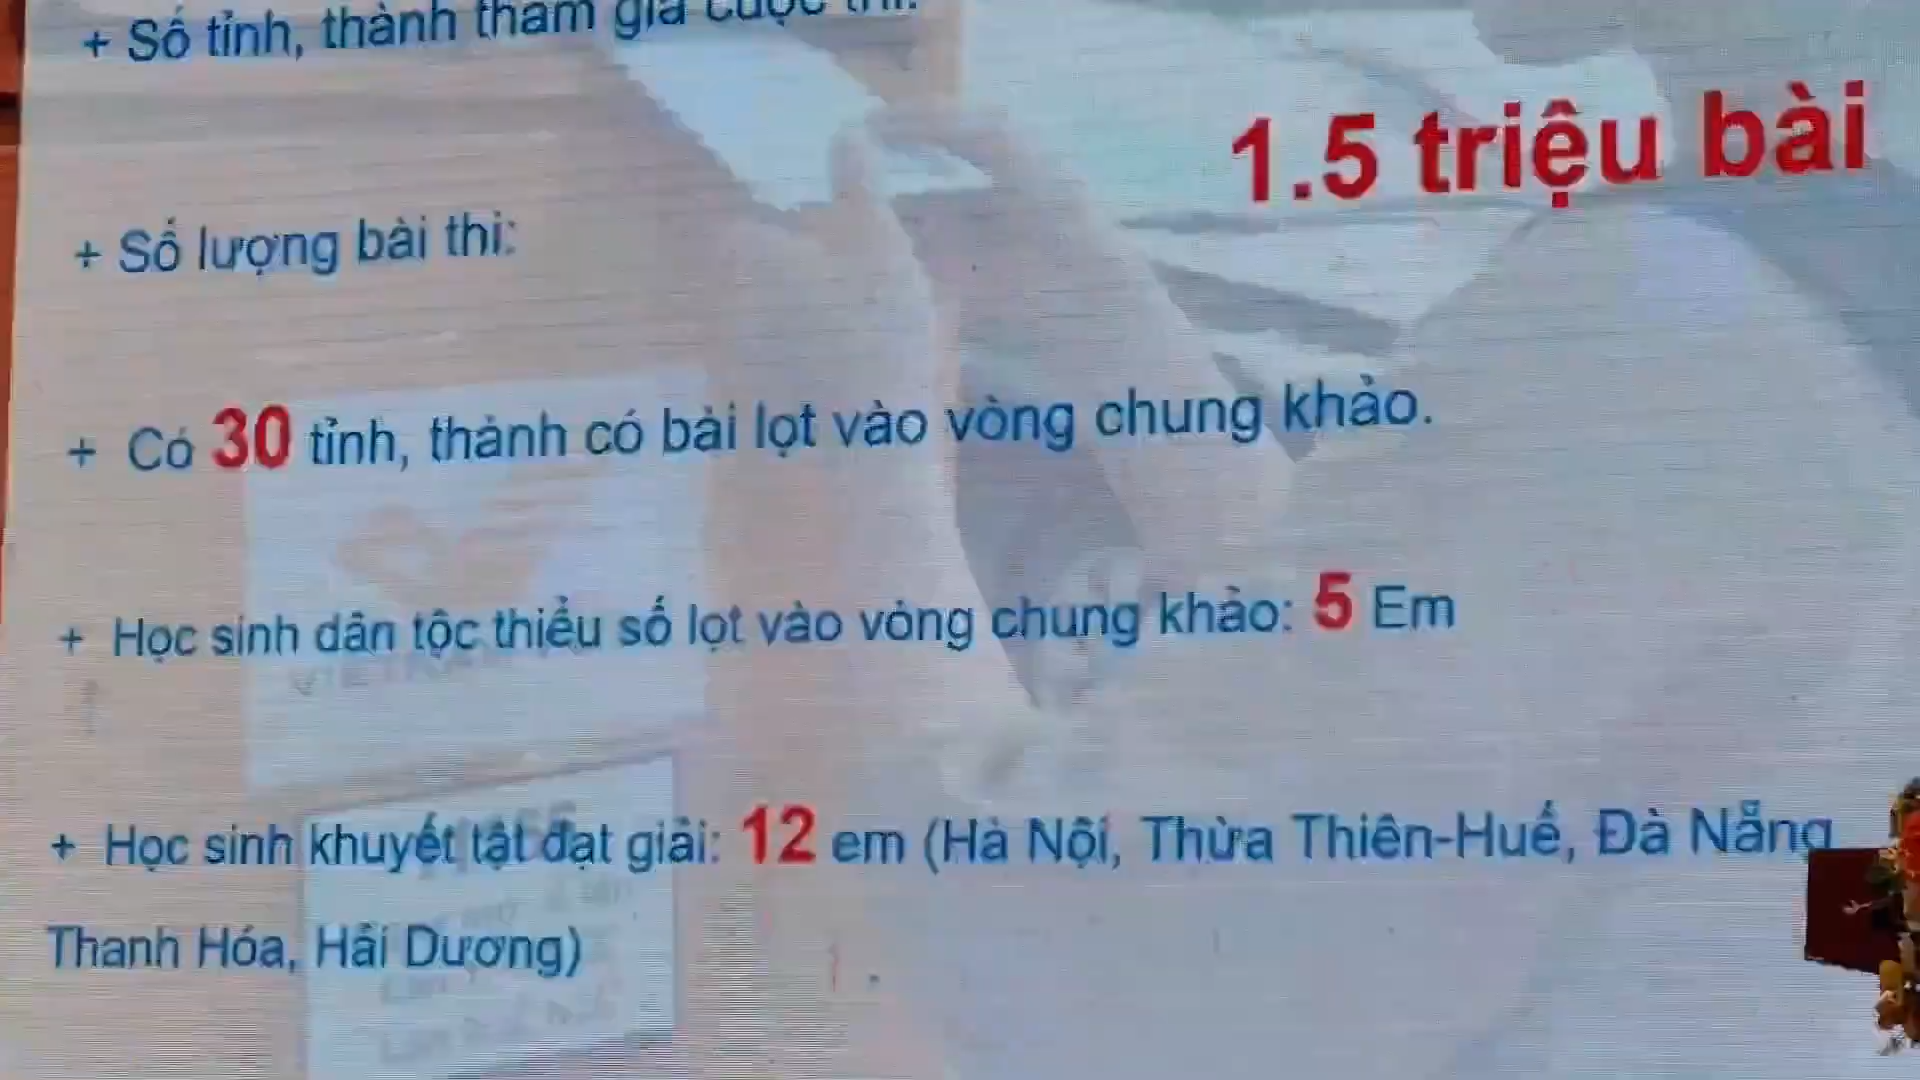 + Số tỉnh, thành tham gia cuộc thi:
1.5 triệu bài
+ Số lượng bài thi:
+ Có 30 tỉnh, thành có bài lọt vào vòng chung khảo.
+ Học sinh dân tộc thiểu số lọt vào vòng chung khảo: 5 Em
+ Học sinh khuyết tật đạt giải: 12 em (Hà Nội, Thừa Thiên-Huế, Đà Nẵng
Thanh Hóa, Hải Dương)